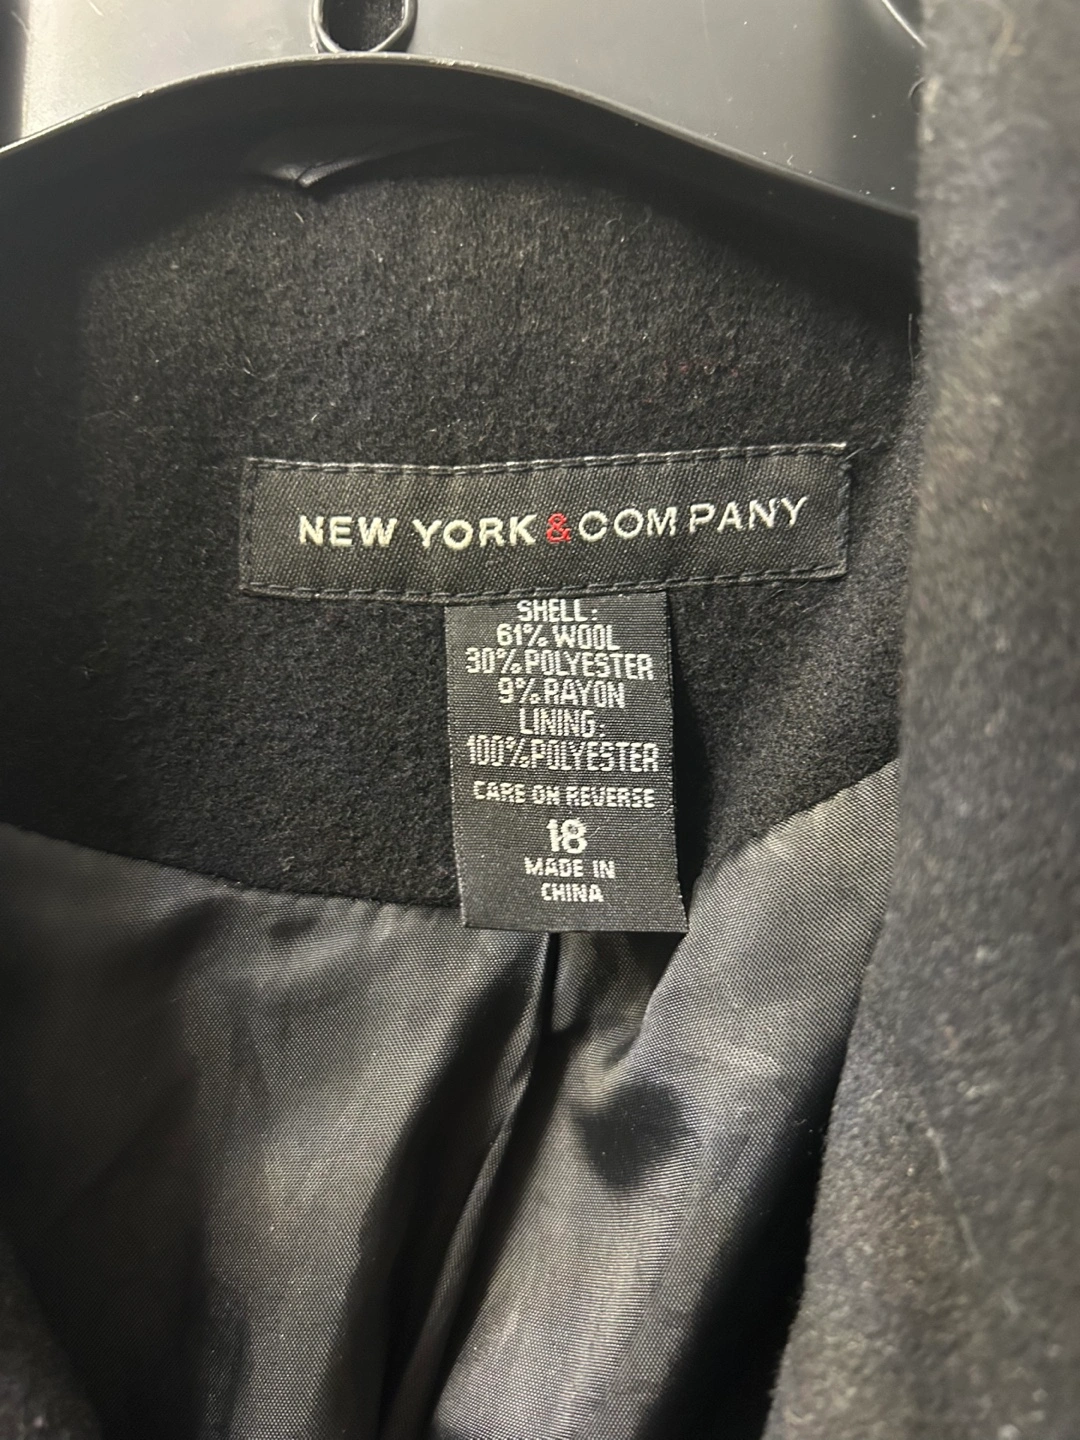 NEW YORK & COMPANY
SHELL:
61% WOOL
30% POLYESTER
9% RAYON
LINING:
100% POLYESTER
CARE ON REVERSE
18
MADE IN
CHINA